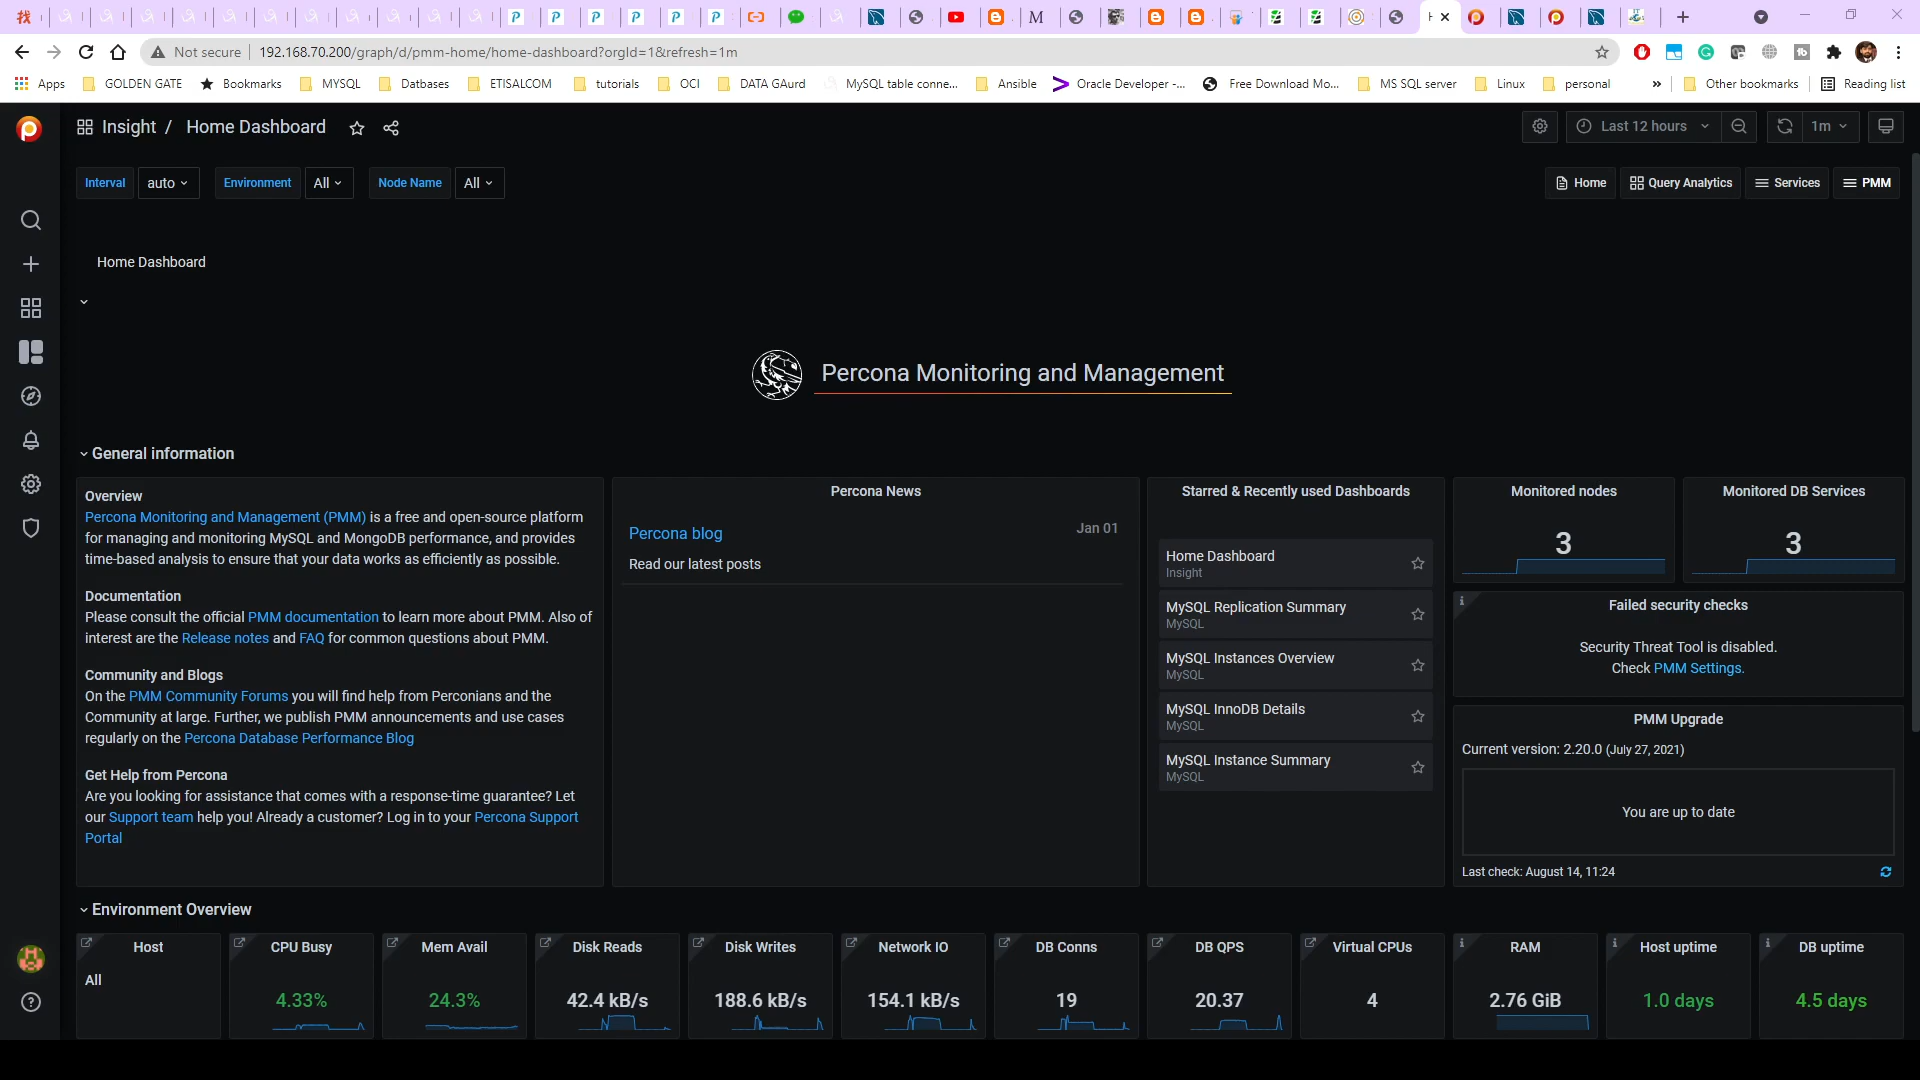 Not secure
192.168.70.200/graph/d/pmm-home/home-dashboard?orgId=1&refresh=1m
Apps
GOLDEN GATE
Bookmarks
MYSQL
Datbases
ETISALCOM
tutorials
OCI
DATA GAurd
MySQL table conne...
Ansible
Oracle Developer -...
Free Download Mo...
MS SQL server
Linux
personal
»
Other bookmarks
Reading list
Insight / Home Dashboard
Last 12 hours
1m
Interval
auto
Environment
All
Node Name
All
Home
Query Analytics
Services
PMM
Home Dashboard
Percona Monitoring and Management
General information
Overview
Percona Monitoring and Management (PMM) is a free and open-source platform
for managing and monitoring MySQL and MongoDB performance, and provides
time-based analysis to ensure that your data works as efficiently as possible.
Documentation
Please consult the official PMM documentation to learn more about PMM. Also of
interest are the Release notes and FAQ for common questions about PMM.
Community and Blogs
On the PMM Community Forums you will find help from Perconians and the
Community at large. Further, we publish PMM announcements and use cases
regularly on the Percona Database Performance Blog
Get Help from Percona
Are you looking for assistance that comes with a response-time guarantee? Let
our Support team help you! Already a customer? Log in to your Percona Support
Portal
Percona News
Percona blog
Jan 01
Read our latest posts
Starred & Recently used Dashboards
Home Dashboard
Insight
MySQL Replication Summary
MySQL
MySQL Instances Overview
MySQL
MySQL InnoDB Details
MySQL
MySQL Instance Summary
MySQL
Monitored nodes
3
Monitored DB Services
3
Failed security checks
Security Threat Tool is disabled.
Check PMM Settings.
PMM Upgrade
Current version: 2.20.0 (July 27, 2021)
You are up to date
Last check: August 14, 11:24
Environment Overview
Host
All
CPU Busy
4.33%
Mem Avail
24.3%
Disk Reads
42.4 kB/s
Disk Writes
188.6 kB/s
Network IO
154.1 kB/s
DB Conns
19
DB QPS
20.37
Virtual CPUs
4
RAM
2.76 GiB
Host uptime
1.0 days
DB uptime
4.5 days